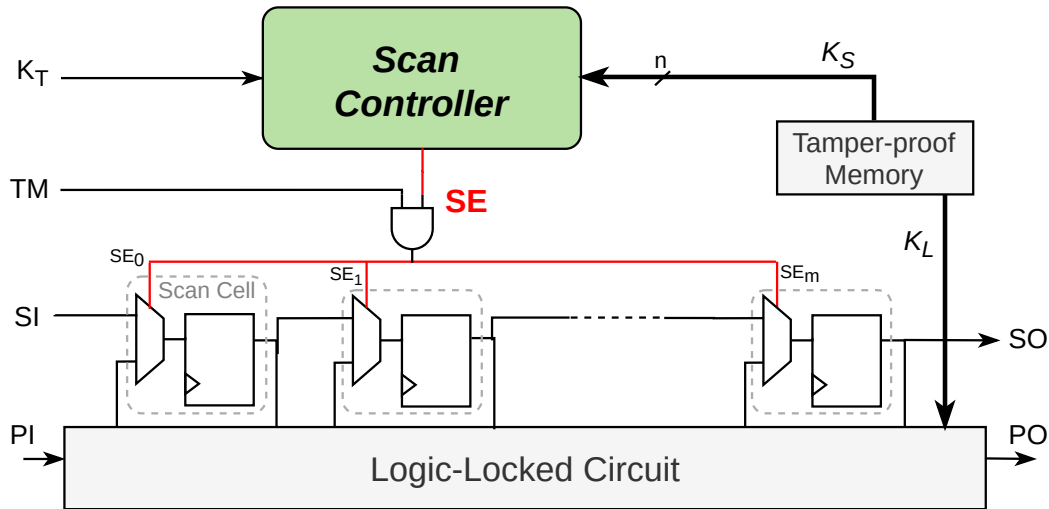 Scan
Controller
K_T
n
K_S
Tamper-proof
Memory
TM
SE
K_L
SE_0
SE_1
SE_m
Scan Cell
SI
SO
PI
PO
Logic-Locked Circuit